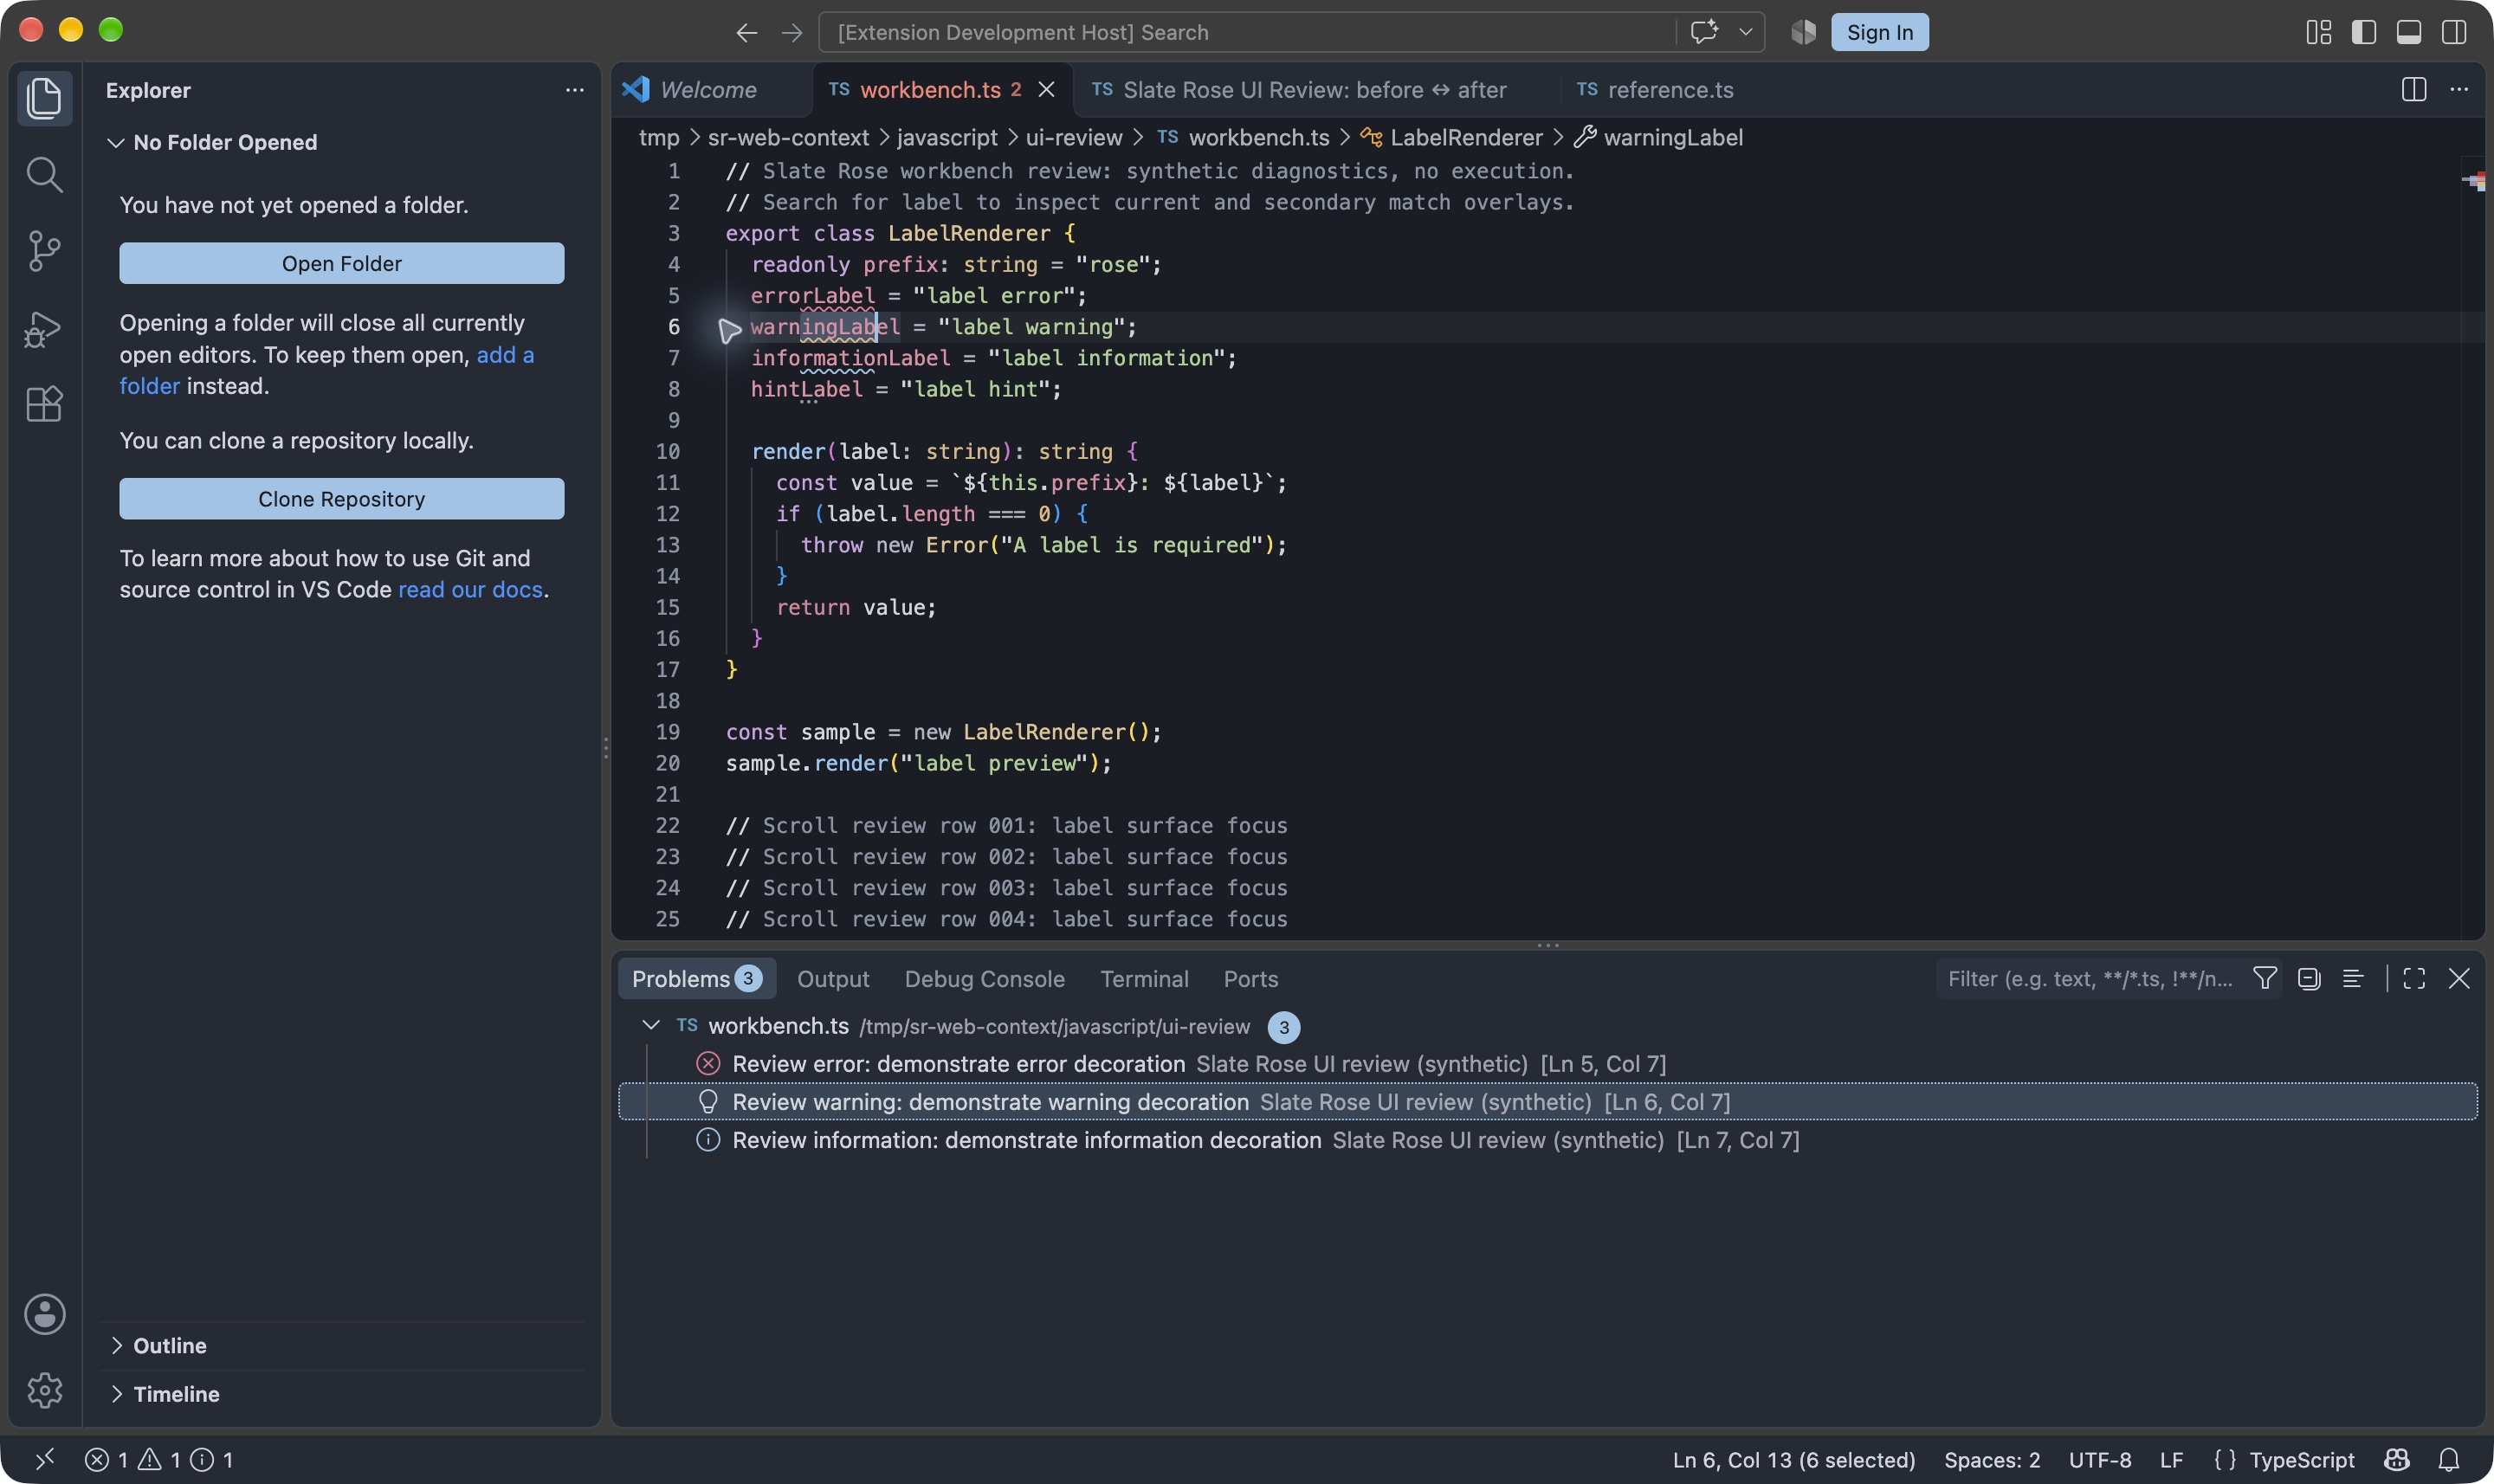 [Extension Development Host] Search
Sign In
Explorer
No Folder Opened
You have not yet opened a folder.
Open Folder
Opening a folder will close all currently
open editors. To keep them open, add a
folder instead.
You can clone a repository locally.
Clone Repository
To learn more about how to use Git and
source control in VS Code read our docs.
Outline
Timeline
Welcome
TS workbench.ts 2
TS Slate Rose UI Review: before ↔ after
TS reference.ts
tmp > sr-web-context > javascript > ui-review > TS workbench.ts > LabelRenderer > warningLabel
1 // Slate Rose workbench review: synthetic diagnostics, no execution.
2 // Search for label to inspect current and secondary match overlays.
3 export class LabelRenderer {
4 readonly prefix: string = "rose";
5 errorLabel = "label error";
6 warningLabel = "label warning";
7 informationLabel = "label information";
8 hintLabel = "label hint";
9
10 render(label: string): string {
11 const value = `${this.prefix}: ${label}`;
12 if (label.length === 0) {
13 throw new Error("A label is required");
14 }
15 return value;
16 }
17 }
18
19 const sample = new LabelRenderer();
20 sample.render("label preview");
21
22 // Scroll review row 001: label surface focus
23 // Scroll review row 002: label surface focus
24 // Scroll review row 003: label surface focus
25 // Scroll review row 004: label surface focus
Problems 3
Output
Debug Console
Terminal
Ports
Filter (e.g. text, **/*.ts, !**/n...
TS workbench.ts /tmp/sr-web-context/javascript/ui-review 3
Review error: demonstrate error decoration Slate Rose UI review (synthetic) [Ln 5, Col 7]
Review warning: demonstrate warning decoration Slate Rose UI review (synthetic) [Ln 6, Col 7]
Review information: demonstrate information decoration Slate Rose UI review (synthetic) [Ln 7, Col 7]
1 1 1
Ln 6, Col 13 (6 selected)
Spaces: 2
UTF-8
LF
{ } TypeScript